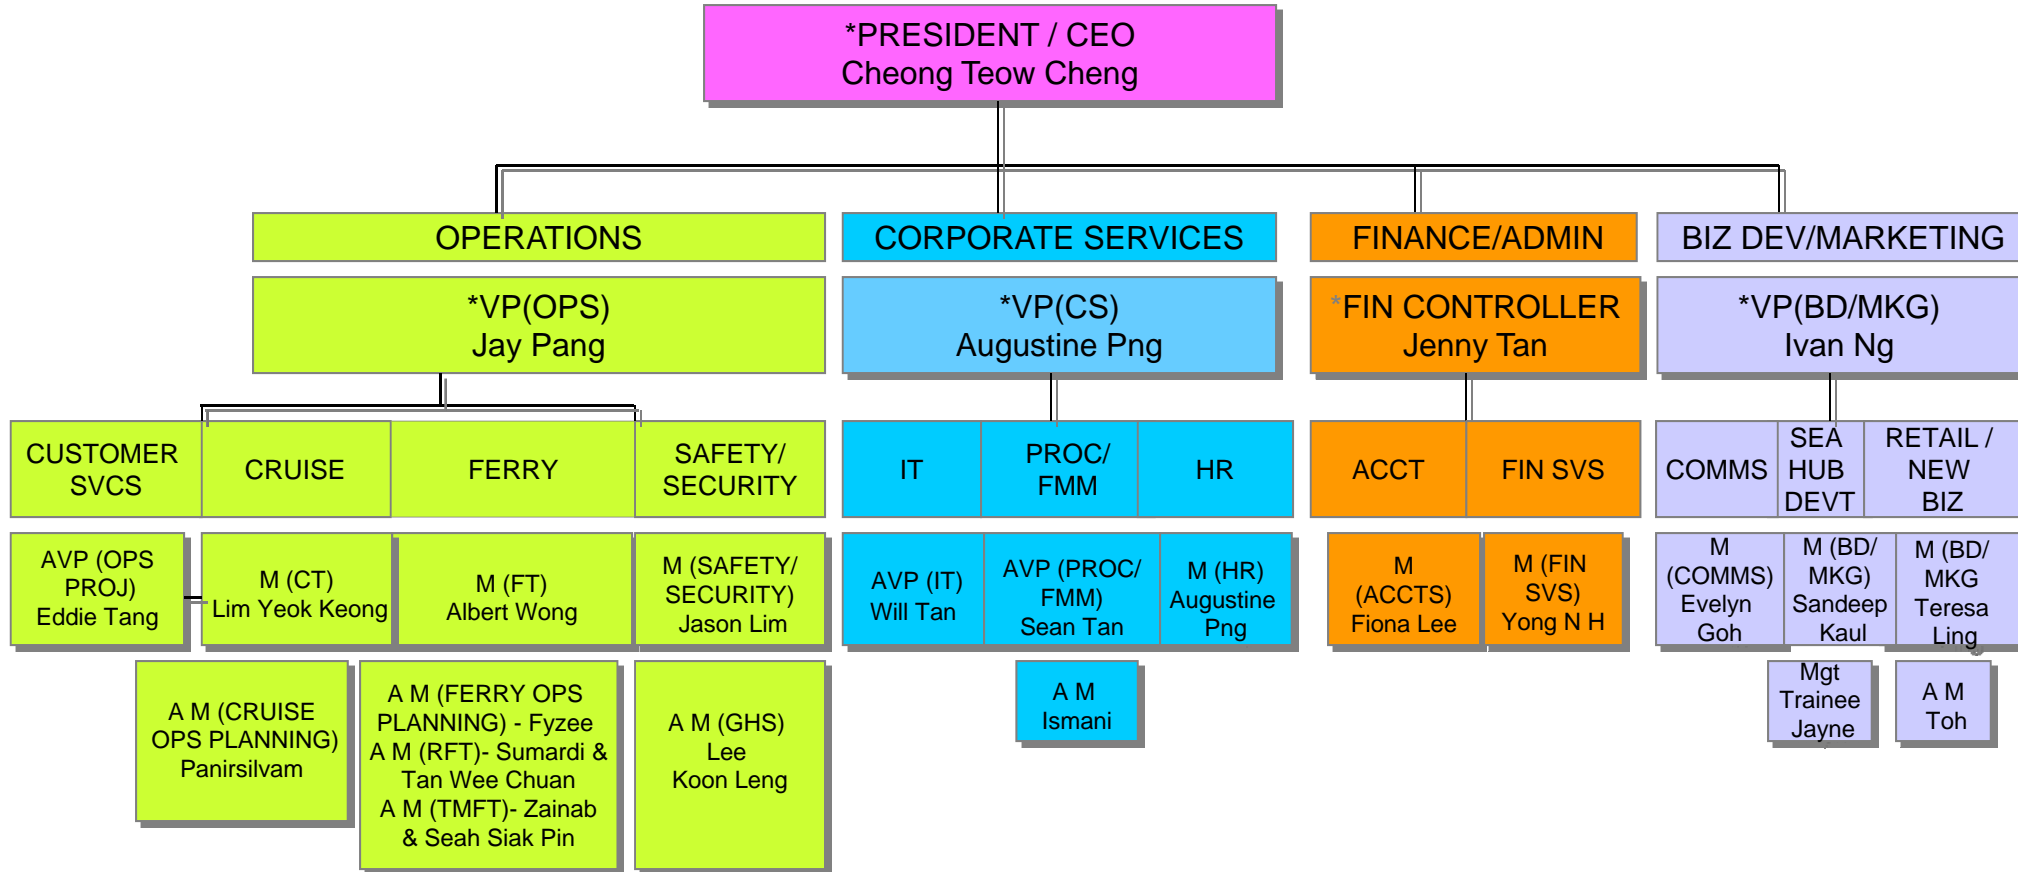 *PRESIDENT / CEO
Cheong Teow Cheng
OPERATIONS
CORPORATE SERVICES
FINANCE/ADMIN
BIZ DEV/MARKETING
*VP(OPS)
Jay Pang
*VP(CS)
Augustine Png
*FIN CONTROLLER
Jenny Tan
*VP(BD/MKG)
Ivan Ng
CUSTOMER
SVCS
CRUISE
FERRY
SAFETY/
SECURITY
IT
PROC/
FMM
HR
ACCT
FIN SVS
COMMS
SEA
HUB
DEVT
RETAIL /
NEW
BIZ
AVP (OPS
PROJ)
Eddie Tang
M (CT)
Lim Yeok Keong
M (FT)
Albert Wong
M (SAFETY/
SECURITY)
Jason Lim
AVP (IT)
Will Tan
AVP (PROC/
FMM)
Sean Tan
M (HR)
Augustine
Png
M
(ACCTS)
Fiona Lee
M (FIN
SVS)
Yong N H
M
(COMMS)
Evelyn
Goh
M (BD/
MKG)
Sandeep
Kaul
M (BD/
MKG
Teresa
Ling
A M (CRUISE
OPS PLANNING)
Panirsilvam
A M (FERRY OPS
PLANNING) - Fyzee
A M (RFT)- Sumardi &
Tan Wee Chuan
A M (TMFT)- Zainab
& Seah Siak Pin
A M (GHS)
Lee
Koon Leng
A M
Ismani
Mgt
Trainee
Jayne
A M
Toh